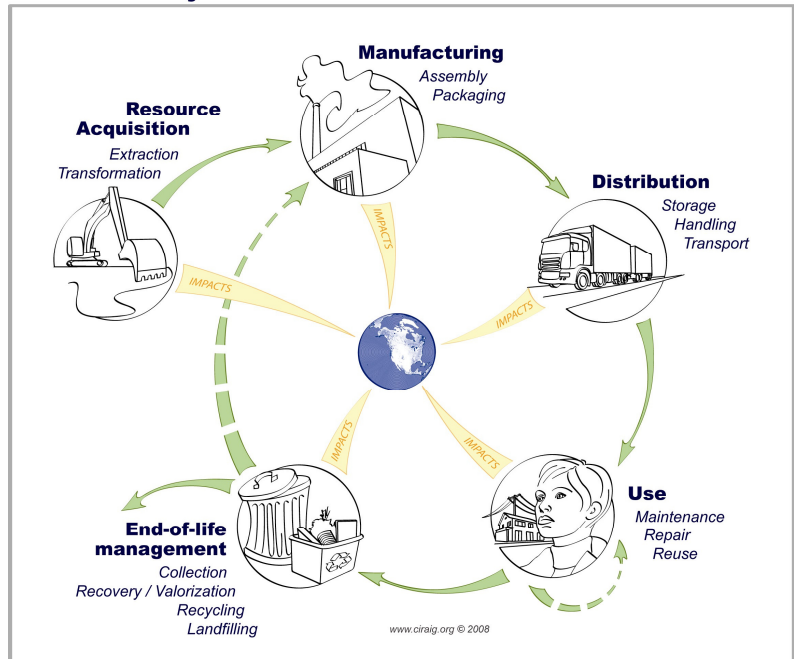 Manufacturing
Assembly
Packaging
Resource
Acquisition
Extraction
Transformation
Distribution
Storage
Handling
Transport
IMPACTS
IMPACTS
IMPACTS
IMPACTS
IMPACTS
Use
Maintenance
Repair
Reuse
End-of-life
management
Collection
Recovery / Valorization
Recycling
Landfilling
www.ciraig.org © 2008